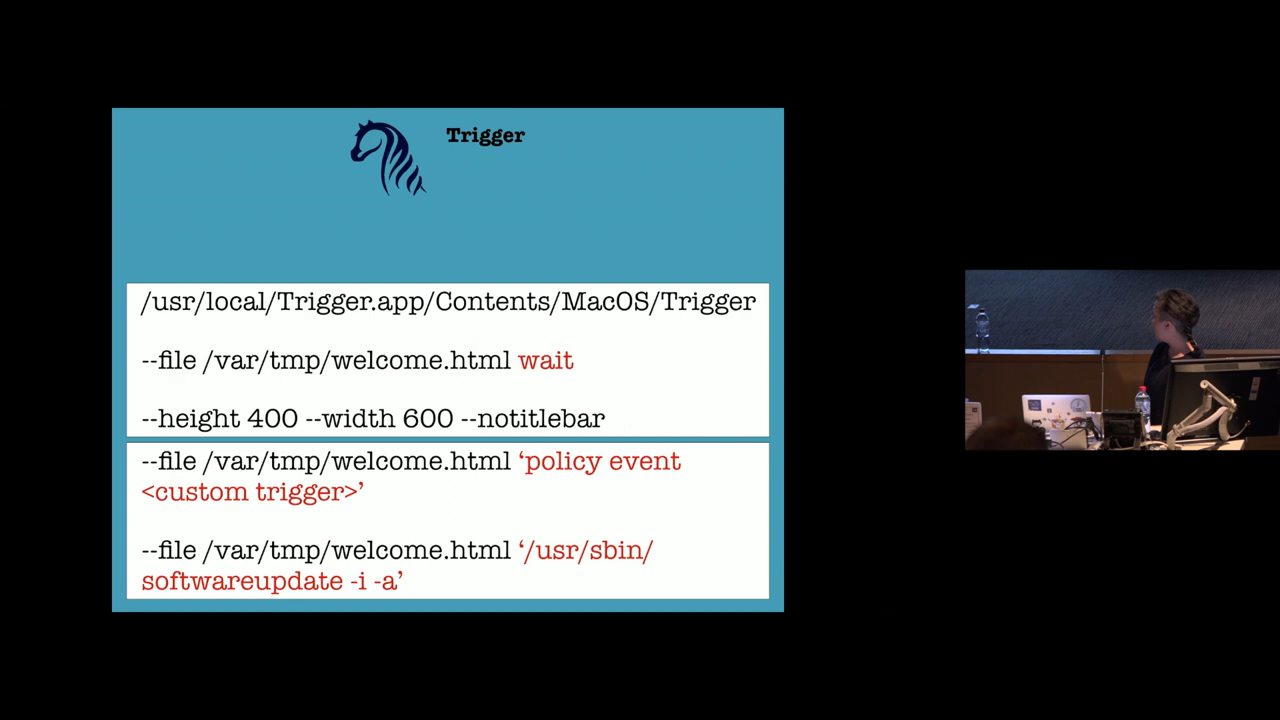 Trigger
/usr/local/Trigger.app/Contents/MacOS/Trigger
--file /var/tmp/welcome.html wait
--height 400 --width 600 --notitlebar
--file /var/tmp/welcome.html ‘policy event
<custom trigger>’
--file /var/tmp/welcome.html ‘/usr/sbin/
softwareupdate -i -a’